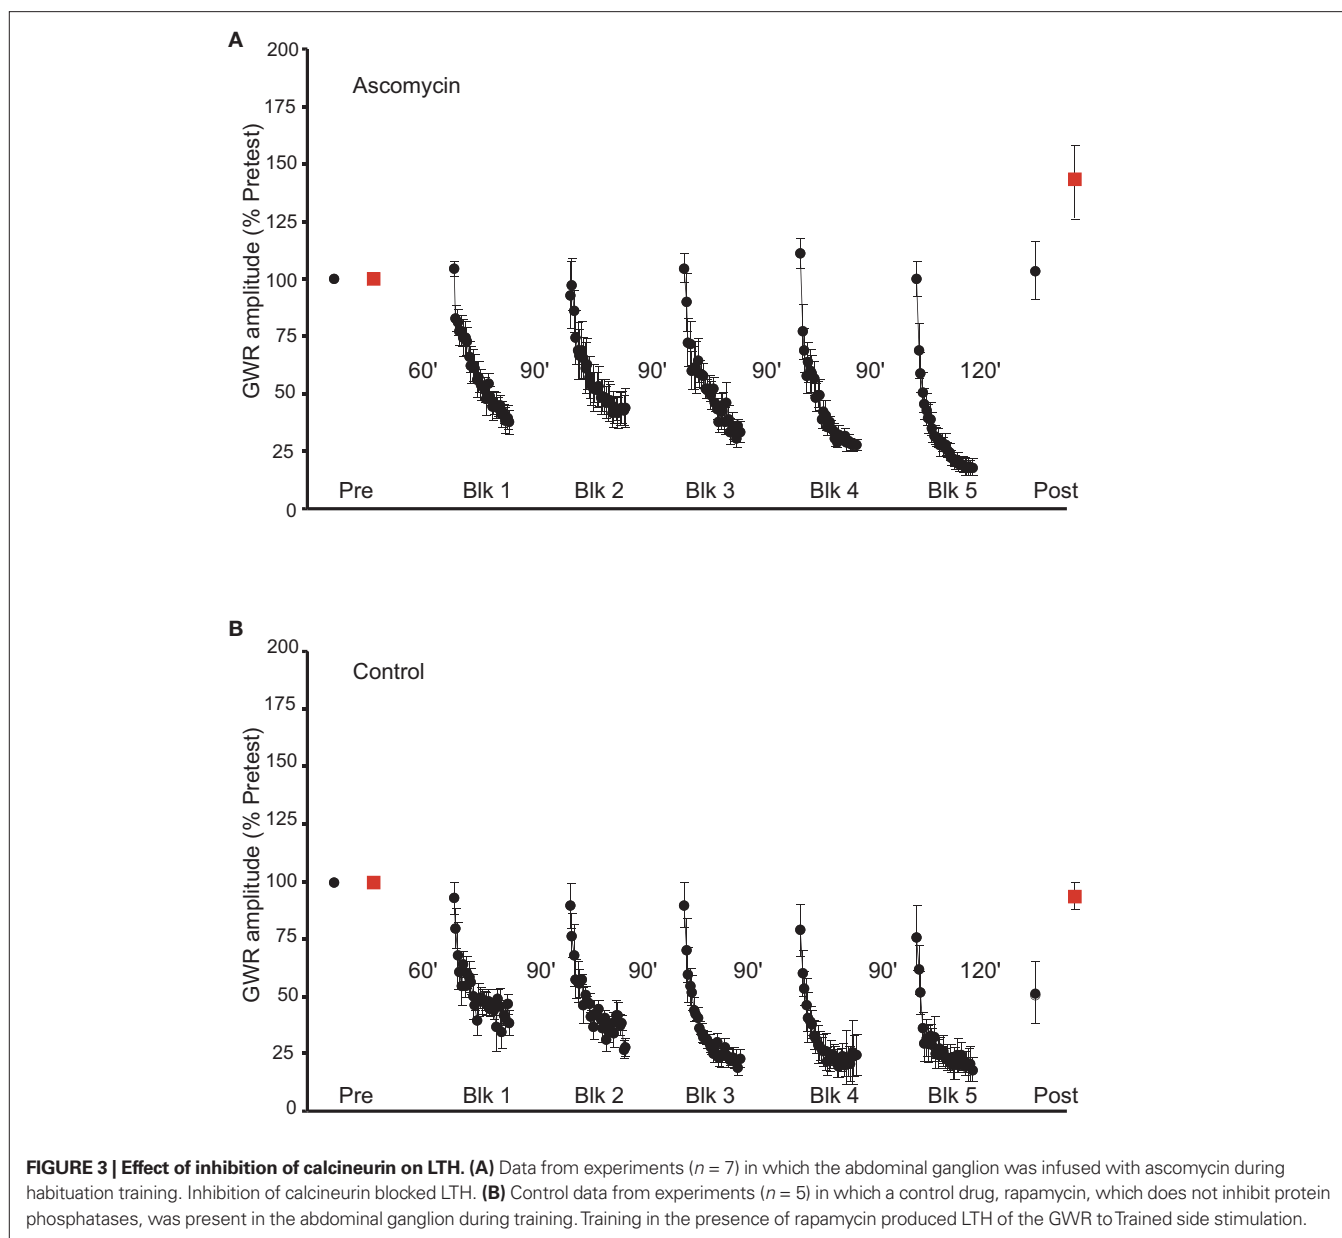 A
200
Ascomycin
175
150
125
100
75
50
25
0
GWR amplitude (% Pretest)
60' 90' 90' 90' 90' 120'
Pre Blk 1 Blk 2 Blk 3 Blk 4 Blk 5 Post
B
200
Control
175
150
125
100
75
50
25
0
GWR amplitude (% Pretest)
60' 90' 90' 90' 90' 120'
Pre Blk 1 Blk 2 Blk 3 Blk 4 Blk 5 Post
FIGURE 3 | Effect of inhibition of calcineurin on LTH. (A) Data from experiments (n = 7) in which the abdominal ganglion was infused with ascomycin during
habituation training. Inhibition of calcineurin blocked LTH. (B) Control data from experiments (n = 5) in which a control drug, rapamycin, which does not inhibit protein
phosphatases, was present in the abdominal ganglion during training. Training in the presence of rapamycin produced LTH of the GWR to Trained side stimulation.